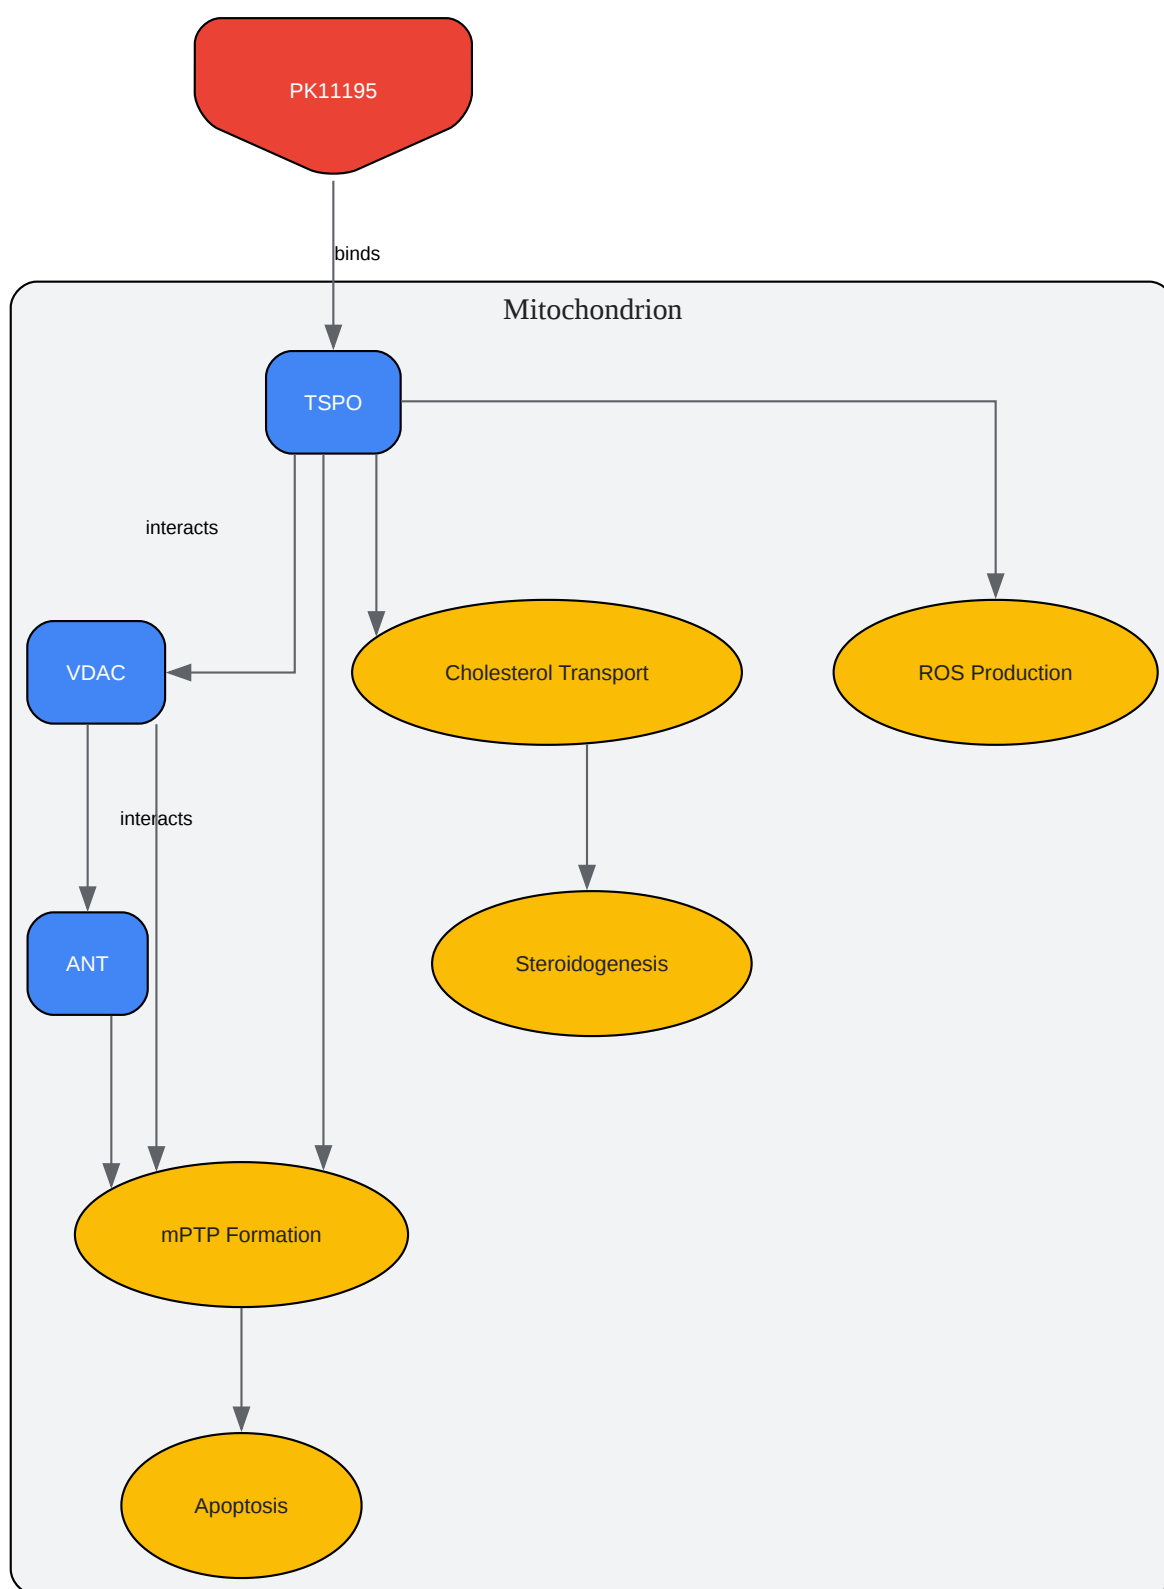 PK11195
binds
Mitochondrion
TSPO
interacts
VDAC
Cholesterol Transport
ROS Production
interacts
ANT
Steroidogenesis
mPTP Formation
Apoptosis